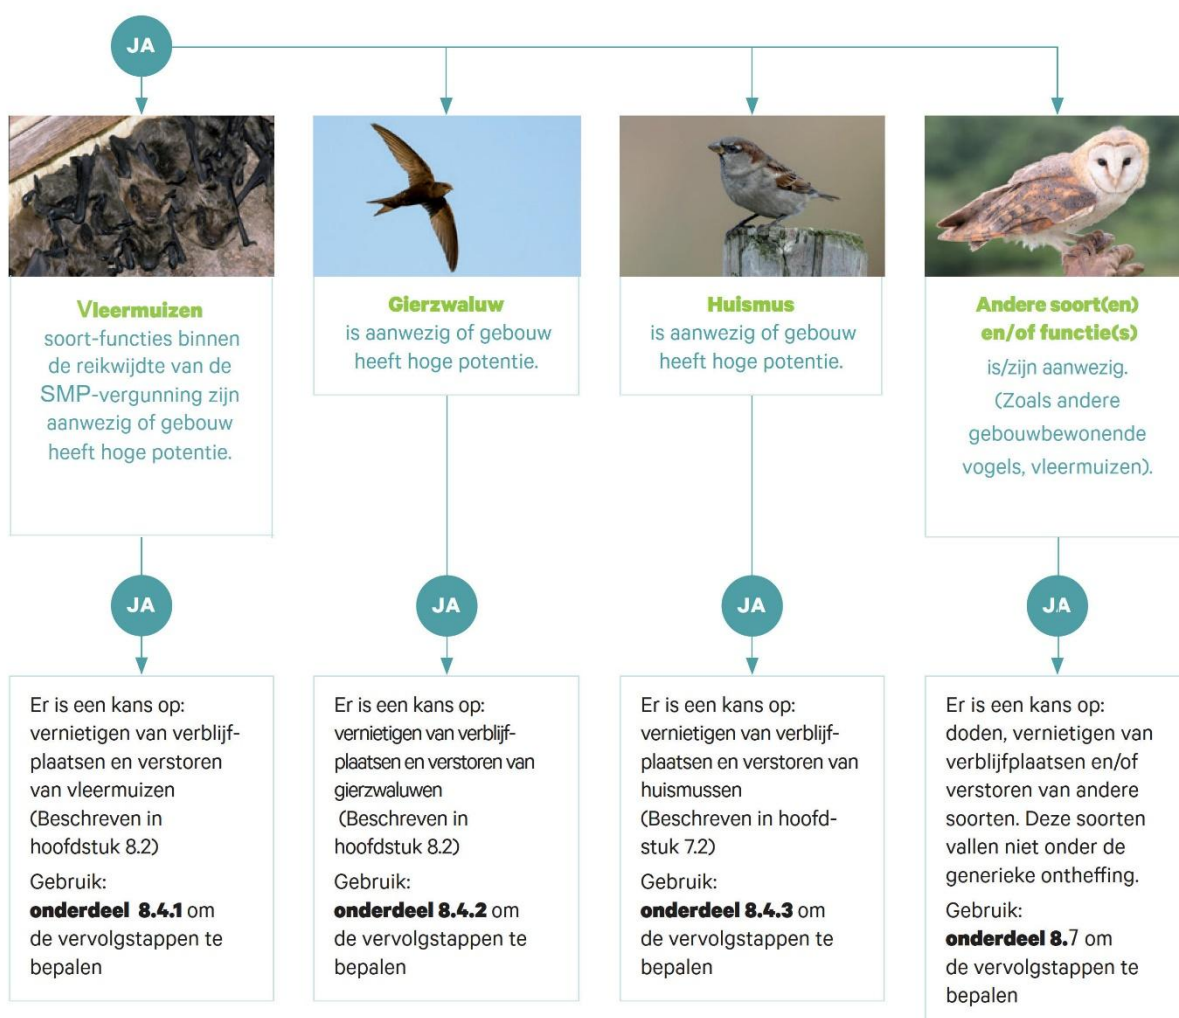 JA
Vleermuizen
soort-functies binnen
de reikwijdte van de
SMP-vergunning zijn
aanwezig of gebouw
heeft hoge potentie.
Gierzwaluw
is aanwezig of gebouw
heeft hoge potentie.
Huismus
is aanwezig of gebouw
heeft hoge potentie.
Andere soort(en)
en/of functie(s)
is/zijn aanwezig.
(Zoals andere
gebouwbewonende
vogels, vleermuizen).
JA
JA
JA
JA
Er is een kans op:
vernietigen van verblijf-
plaatsen en verstoren
van vleermuizen
(Beschreven in
hoofdstuk 8.2)
Gebruik:
onderdeel 8.4.1 om
de vervolgstappen te
bepalen
Er is een kans op:
vernietigen van verblijf-
plaatsen en verstoren van
gierzwaluwen
(Beschreven in
hoofdstuk 8.2)
Gebruik:
onderdeel 8.4.2 om
de vervolgstappen te
bepalen
Er is een kans op:
vernietigen van verblijf-
plaatsen en verstoren van
huismussen
(Beschreven in hoofd-
stuk 7.2)
Gebruik:
onderdeel 8.4.3 om
de vervolgstappen te
bepalen
Er is een kans op:
doden, vernietigen van
verblijfplaatsen en/of
verstoren van andere
soorten. Deze soorten
vallen niet onder de
generieke ontheffing.
Gebruik:
onderdeel 8.7 om
de vervolgstappen te
bepalen